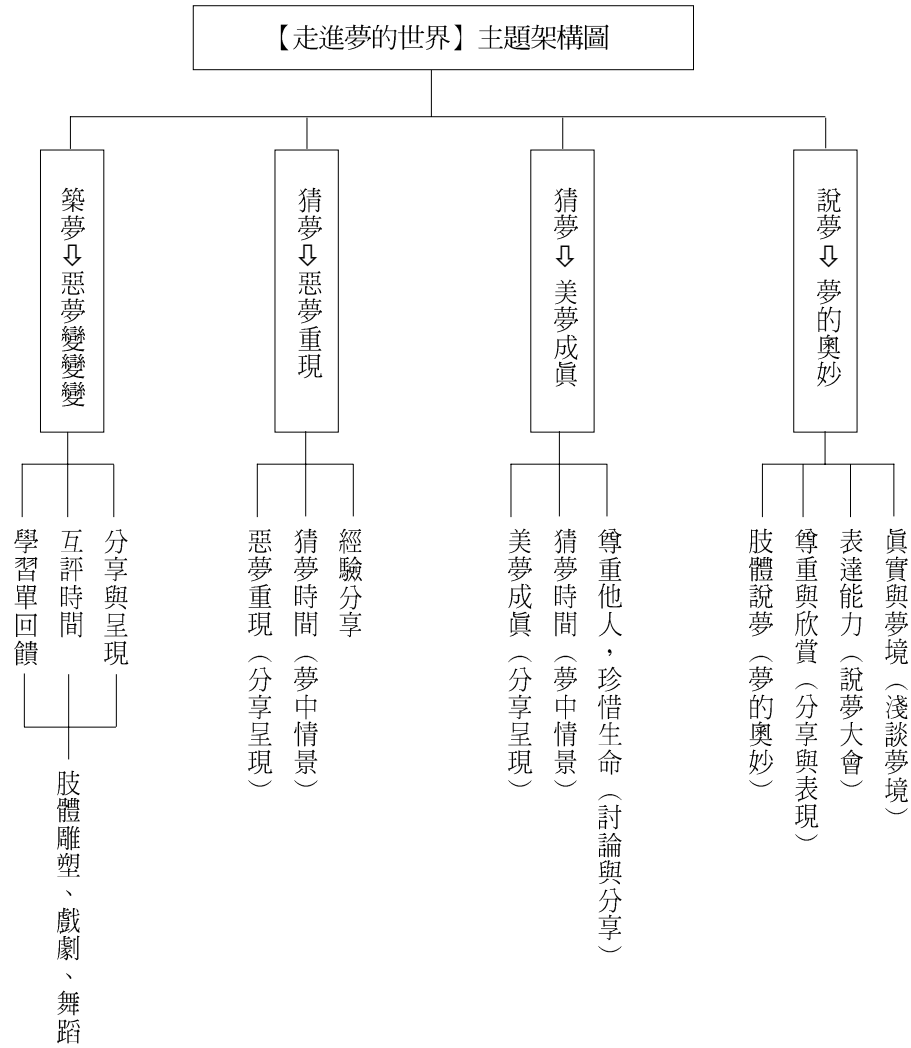 【走進夢的世界】主題架構圖
說夢⇩夢的奧妙
猜夢⇩美夢成眞
猜夢⇩惡夢重現
築夢⇩惡夢變變變
眞實與夢境（淺談夢境）
表達能力（說夢大會）
尊重與欣賞（分享與表現）
肢體說夢（夢的奧妙）
尊重他人，珍惜生命（討論與分享）
猜夢時間（夢中情景）
美夢成眞（分享呈現）
經驗分享
猜夢時間（夢中情景）
惡夢重現（分享呈現）
分享與呈現
互評時間
學習單回饋
肢體雕塑、戲劇、舞蹈